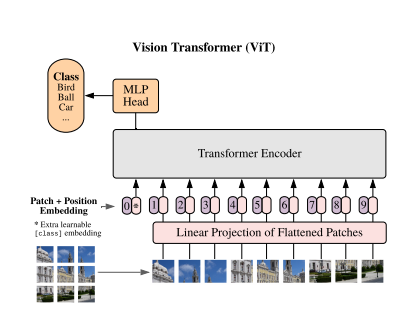 Vision Transformer (ViT)
Class
Bird
Ball
Car
...
MLP
Head
Transformer Encoder
Patch + Position
Embedding
0 * 1 2 3 4 5 6 7 8 9
* Extra learnable
[class] embedding
Linear Projection of Flattened Patches